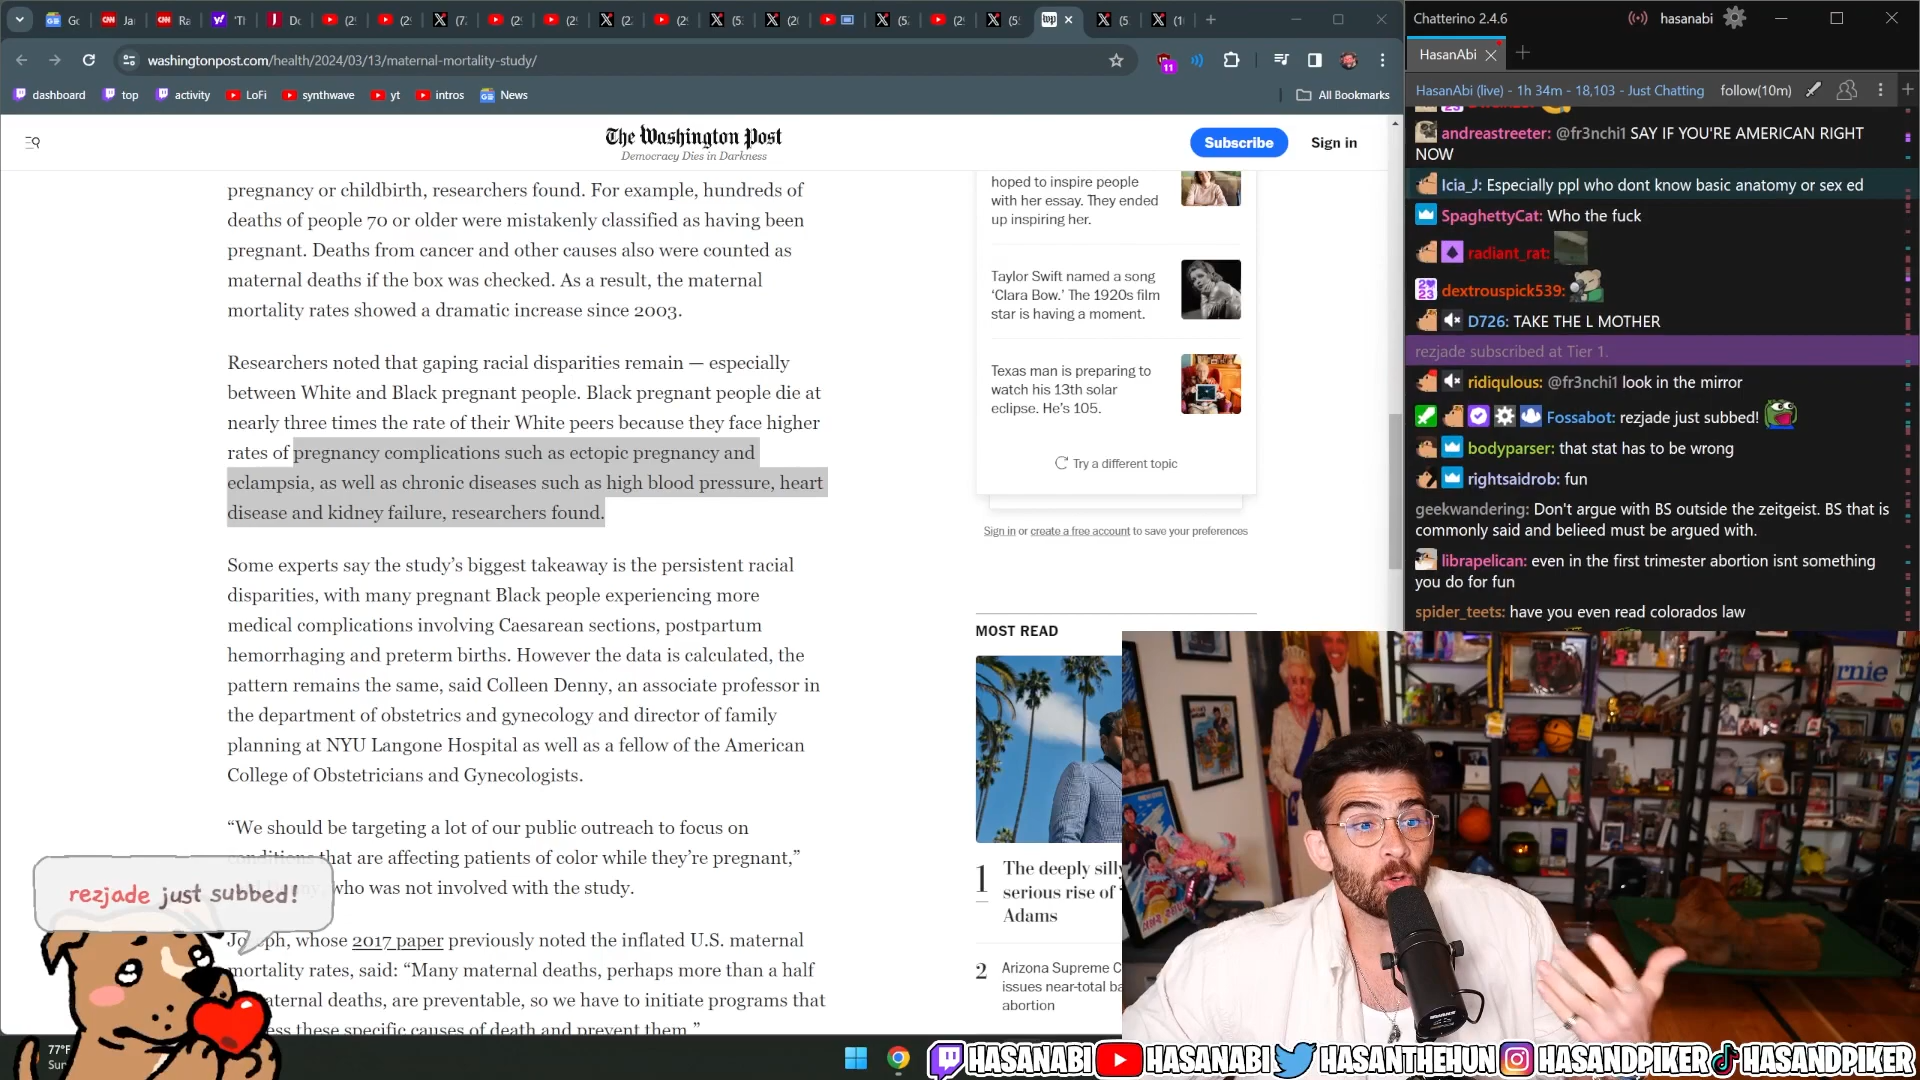 Chatterino 2.4.6
hasanabi
washingtonpost.com/health/2024/03/13/maternal-mortality-study/
11
HasanAbi
dashboard
top
activity
LoFi
synthwave
yt
intros
News
All Bookmarks
HasanAbi (live) - 1h 34m - 18,103 - Just Chatting
follow(10m)
The Washington Post
Democracy Dies in Darkness
Subscribe
Sign in
pregnancy or childbirth, researchers found. For example, hundreds of
deaths of people 70 or older were mistakenly classified as having been
pregnant. Deaths from cancer and other causes also were counted as
maternal deaths if the box was checked. As a result, the maternal
mortality rates showed a dramatic increase since 2003.
Researchers noted that gaping racial disparities remain — especially
between White and Black pregnant people. Black pregnant people die at
nearly three times the rate of their White peers because they face higher
rates of pregnancy complications such as ectopic pregnancy and
eclampsia, as well as chronic diseases such as high blood pressure, heart
disease and kidney failure, researchers found.
Some experts say the study’s biggest takeaway is the persistent racial
disparities, with many pregnant Black people experiencing more
medical complications involving Caesarean sections, postpartum
hemorrhaging and preterm births. However the data is calculated, the
pattern remains the same, said Colleen Denny, an associate professor in
the department of obstetrics and gynecology and director of family
planning at NYU Langone Hospital as well as a fellow of the American
College of Obstetricians and Gynecologists.
“We should be targeting a lot of our public outreach to focus on
conditions that are affecting patients of color while they’re pregnant,”
who was not involved with the study.
Joseph, whose 2017 paper previously noted the inflated U.S. maternal
mortality rates, said: “Many maternal deaths, perhaps more than a half
maternal deaths, are preventable, so we have to initiate programs that
these specific causes of death and prevent them.”
rezjade just subbed!
77°F
hoped to inspire people
with her essay. They ended
up inspiring her.
Taylor Swift named a song
‘Clara Bow.’ The 1920s film
star is having a moment.
Texas man is preparing to
watch his 13th solar
eclipse. He’s 105.
Try a different topic
Sign in or create a free account to save your preferences
MOST READ
1
The deeply silly
serious rise of
Adams
2
Arizona Supreme C
issues near-total ba
abortion
andreastreeter: @fr3nchi1 SAY IF YOU'RE AMERICAN RIGHT
NOW
Icia_J: Especially ppl who dont know basic anatomy or sex ed
SpaghettyCat: Who the fuck
radiant_rat:
dextrouspick539:
D726: TAKE THE L MOTHER
rezjade subscribed at Tier 1.
ridiqulous: @fr3nchi1 look in the mirror
Fossabot: rezjade just subbed!
bodyparser: that stat has to be wrong
rightsaidrob: fun
geekwandering: Don't argue with BS outside the zeitgeist. BS that is
commonly said and belieed must be argued with.
librapelican: even in the first trimester abortion isnt something
you do for fun
spider_teets: have you even read colorados law
rnie
HASANABI
HASANABI
HASANTHEHUN
HASANDPIKER
HASANDPIKER